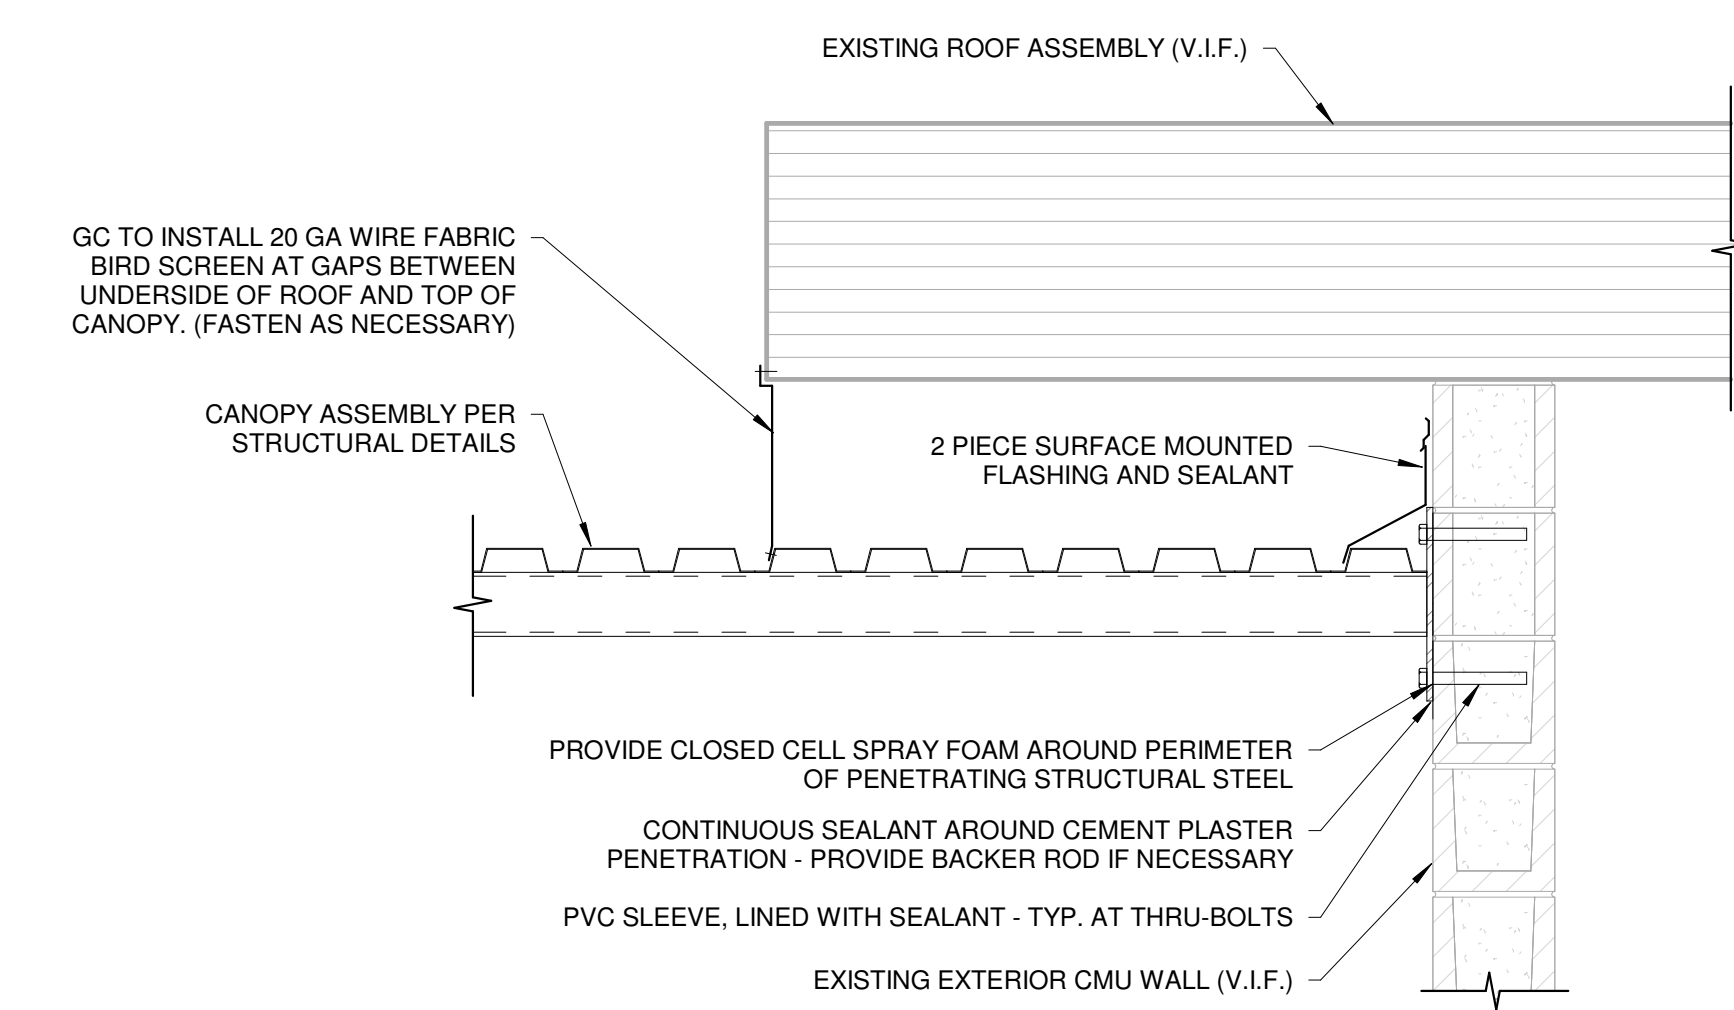 EXISTING ROOF ASSEMBLY (V.I.F.)
GC TO INSTALL 20 GA WIRE FABRIC
BIRD SCREEN AT GAPS BETWEEN
UNDERSIDE OF ROOF AND TOP OF
CANOPY. (FASTEN AS NECESSARY)
CANOPY ASSEMBLY PER
STRUCTURAL DETAILS
2 PIECE SURFACE MOUNTED
FLASHING AND SEALANT
PROVIDE CLOSED CELL SPRAY FOAM AROUND PERIMETER
OF PENETRATING STRUCTURAL STEEL
CONTINUOUS SEALANT AROUND CEMENT PLASTER
PENETRATION - PROVIDE BACKER ROD IF NECESSARY
PVC SLEEVE, LINED WITH SEALANT - TYP. AT THRU-BOLTS
EXISTING EXTERIOR CMU WALL (V.I.F.)